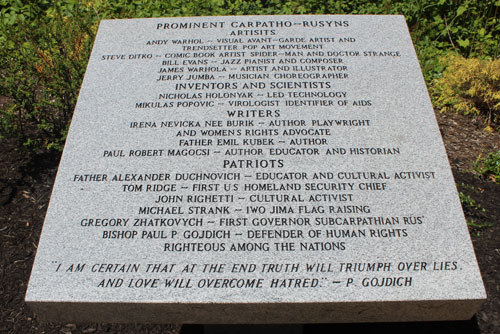 PROMINENT CARPATHO-RUSYNS
ARTISITS
ANDY WARHOL - VISUAL AVANT-GARDE ARTIST AND
TRENDSETTER POP ART MOVEMENT
STEVE DITKO - COMIC BOOK ARTIST SPIDER-MAN AND DOCTOR STRANGE
BILL EVANS - JAZZ PIANIST AND COMPOSER
JAMES WARHOLA - ARTIST AND ILLUSTRATOR
JERRY JUMBA - MUSICIAN CHOREOGRAPHER
INVENTORS AND SCIENTISTS
NICHOLAS HOLONYAK - LED TECHNOLOGY
MIKULAS POPOVIC - VIROLOGIST IDENTIFIER OF AIDS
WRITERS
IRENA NEVICKA NEE BURIK - AUTHOR PLAYWRIGHT
AND WOMEN'S RIGHTS ADVOCATE
FATHER EMIL KUBEK - AUTHOR
PAUL ROBERT MAGOCSI - AUTHOR EDUCATOR AND HISTORIAN
PATRIOTS
FATHER ALEXANDER DUCHNOVICH - EDUCATOR AND CULTURAL ACTIVIST
TOM RIDGE - FIRST U S HOMELAND SECURITY CHIEF
JOHN RIGHETTI - CULTURAL ACTIVIST
MICHAEL STRANK - IWO JIMA FLAG RAISING
GREGORY ZHATKOVYCH - FIRST GOVERNOR SUBCARPATHIAN RUS'
BISHOP PAUL P. GOJDICH - DEFENDER OF HUMAN RIGHTS
RIGHTEOUS AMONG THE NATIONS
"I AM CERTAIN THAT AT THE END TRUTH WILL TRIUMPH OVER LIES.
AND LOVE WILL OVERCOME HATRED." - P. GOJDICH